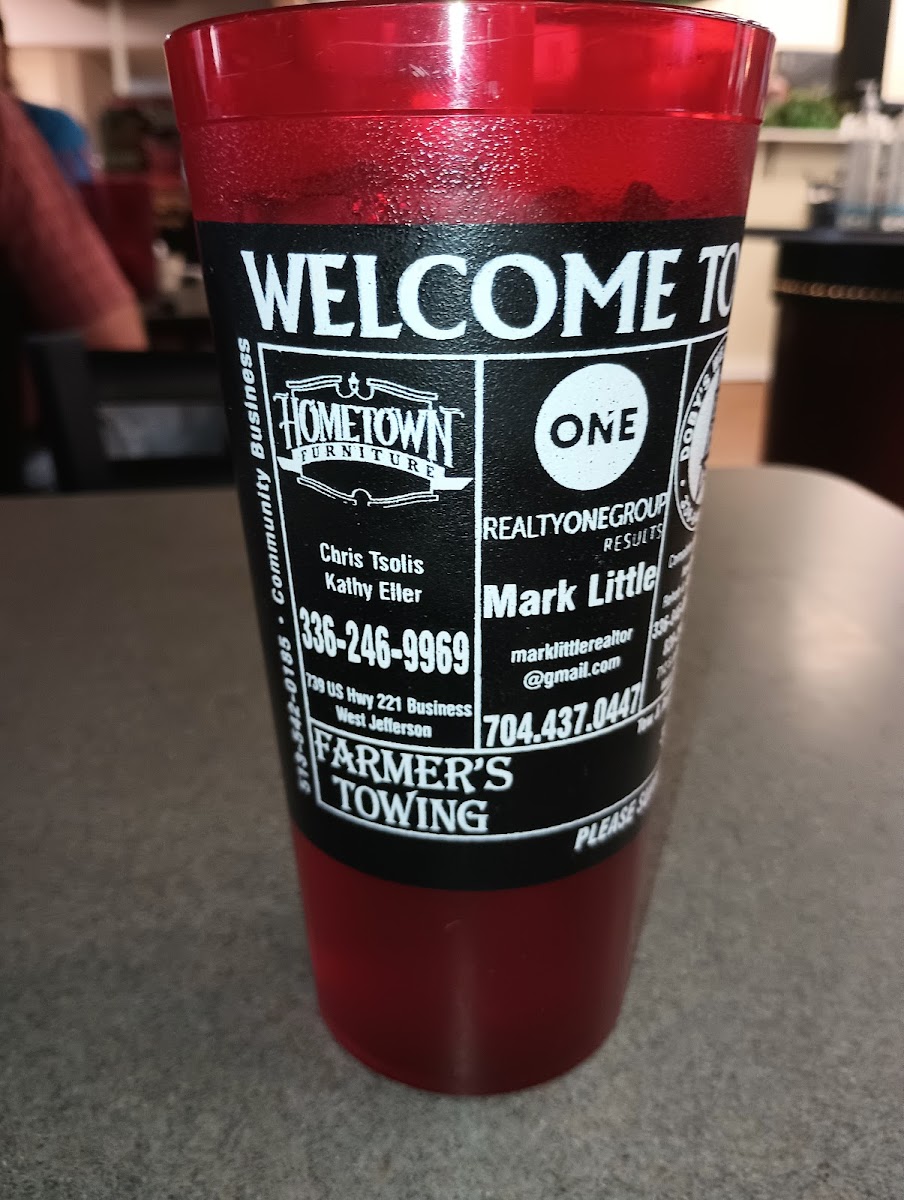 WELCOME TO
Community Business
HOMETOWN
FURNITURE
Chris Tsolis
Kathy Eller
336-246-9969
739 US Hwy 221 Business
West Jefferson
ONE
REALTYONEGROUP
RESULTS
Mark Little
marklittlerealtor
@gmail.com
704.437.0447
FARMER'S
TOWING
PLEASE